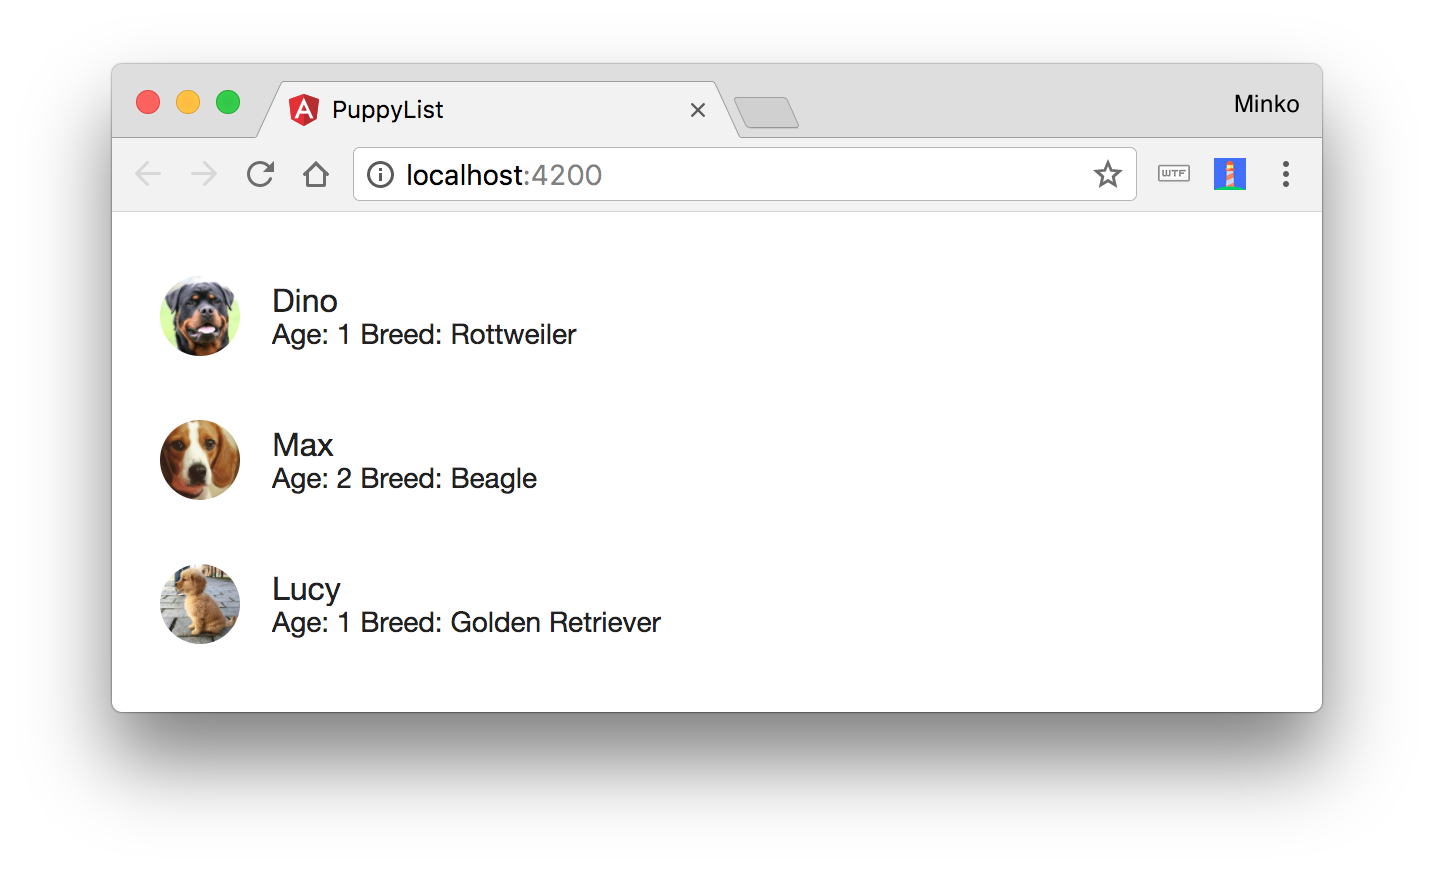 PuppyList
Minko
localhost:4200
WTF
Dino
Age: 1 Breed: Rottweiler
Max
Age: 2 Breed: Beagle
Lucy
Age: 1 Breed: Golden Retriever